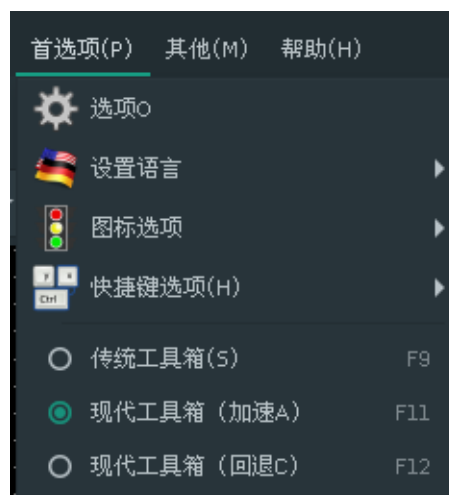 首选项(P) 其他(M) 帮助(H)
选项O
设置语言
图标选项
快捷键选项(H)
Ctrl
传统工具箱(S) F9
现代工具箱（加速A） F11
现代工具箱（回退C） F12